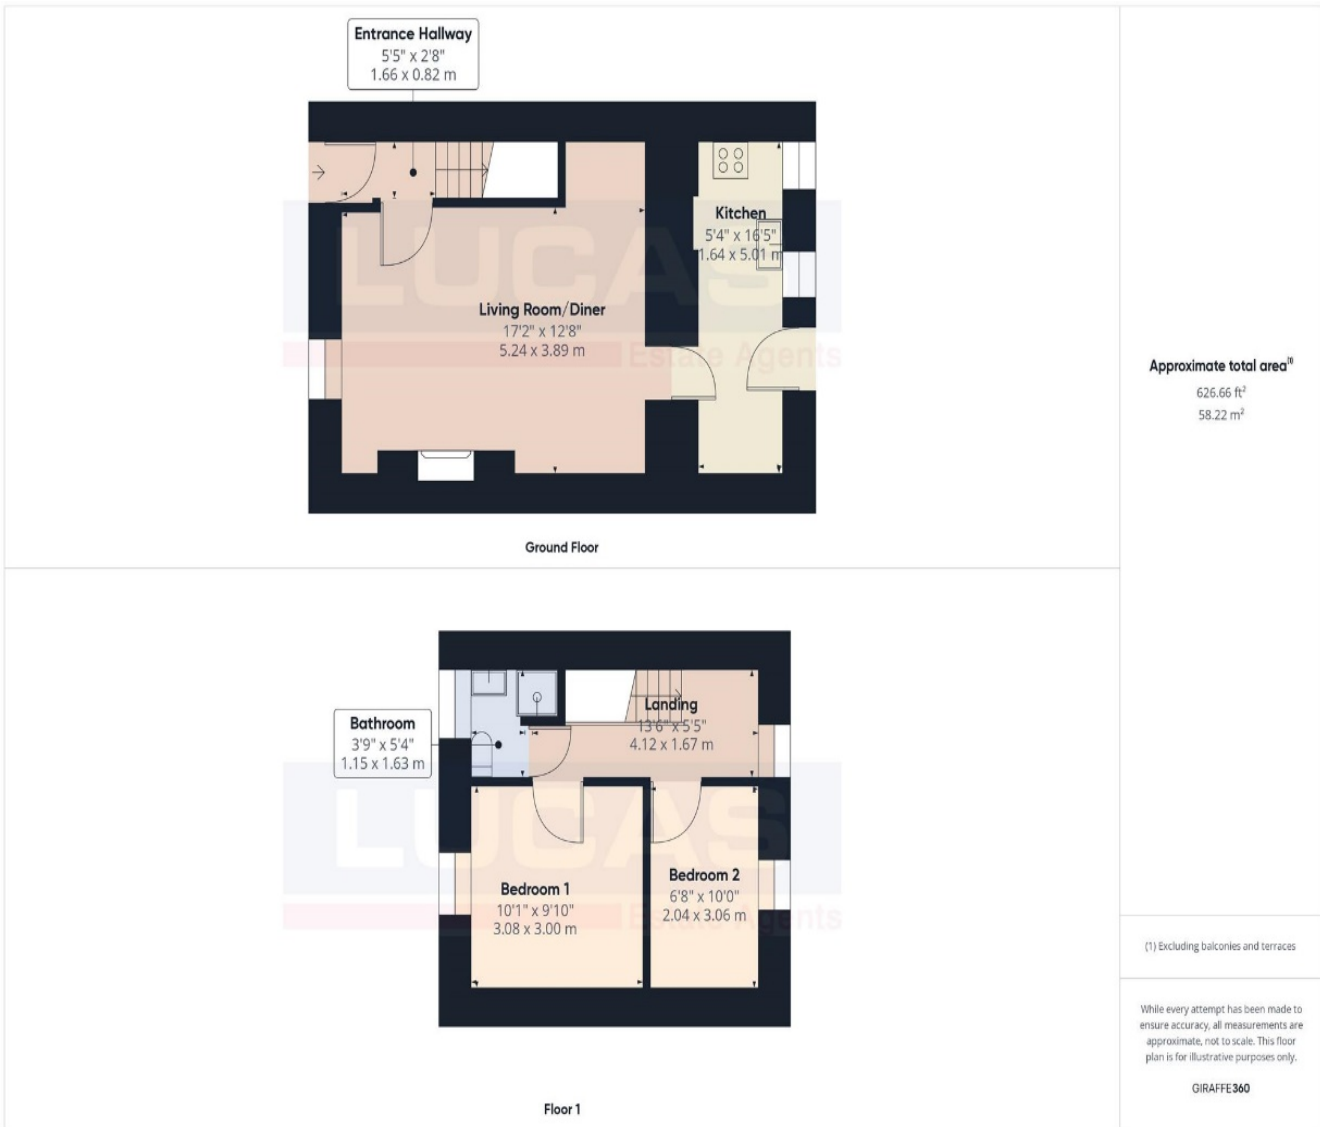 Entrance Hallway
5'5" x 2'8"
1.66 x 0.82 m
Kitchen
5'4" x 16'5"
1.64 x 5.01 m
LUCAS
Living Room/Diner
17'2" x 12'8"
5.24 x 3.89 m
Estate Agents
Ground Floor
Approximate total area(1)
626.66 ft²
58.22 m²
Landing
13'6" x 5'5"
4.12 x 1.67 m
Bathroom
3'9" x 5'4"
1.15 x 1.63 m
LUCAS
Bedroom 1
10'1" x 9'10"
3.08 x 3.00 m
Bedroom 2
6'8" x 10'0"
2.04 x 3.06 m
Estate Agents
Floor 1
(1) Excluding balconies and terraces
While every attempt has been made to
ensure accuracy, all measurements are
approximate, not to scale. This floor
plan is for illustrative purposes only.
GIRAFFE360